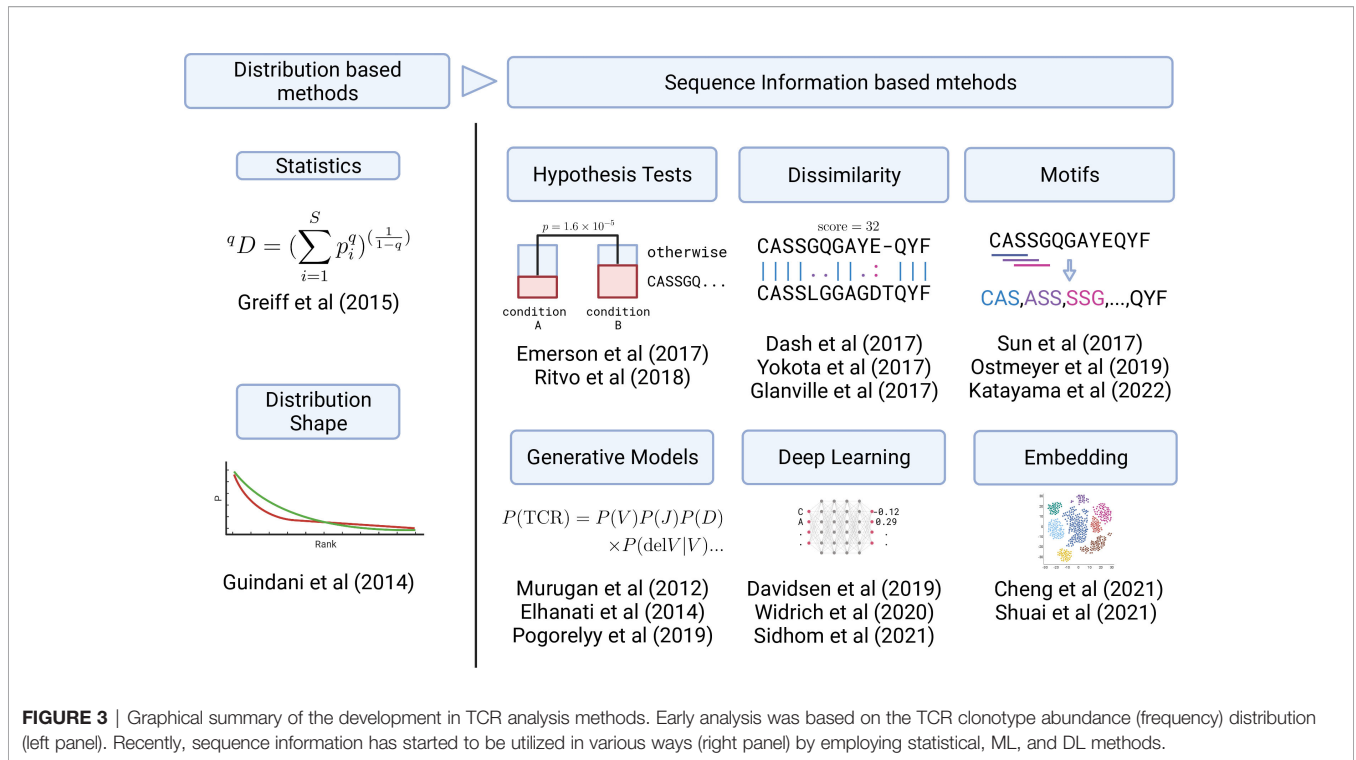 Distribution based
methods
Sequence Information based mtehods
Statistics
Hypothesis Tests
Dissimilarity
Motifs
^qD = (\sum_{i=1}^{S} p_i^q)^{(\frac{1}{1-q})}
Greiff et al (2015)
p = 1.6 × 10^{-5}
otherwise
CASSGQ...
condition
A
condition
B
Emerson et al (2017)
Ritvo et al (2018)
score = 32
CASSGQGAYE-QYF
||||..||.: |||
CASSLGGAGDTQYF
Dash et al (2017)
Yokota et al (2017)
Glanville et al (2017)
CASSGQGAYEQYF
CAS,ASS,SSG,...,QYF
Sun et al (2017)
Ostmeyer et al (2019)
Katayama et al (2022)
Distribution
Shape
P
Rank
Guindani et al (2014)
Generative Models
Deep Learning
Embedding
P(TCR) = P(V)P(J)P(D)
×P(delV|V)...
Murugan et al (2012)
Elhanati et al (2014)
Pogorelyy et al (2019)
C
A
.
.
-0.12
0.29
.
.
Davidsen et al (2019)
Widrich et al (2020)
Sidhom et al (2021)
Cheng et al (2021)
Shuai et al (2021)
FIGURE 3 | Graphical summary of the development in TCR analysis methods. Early analysis was based on the TCR clonotype abundance (frequency) distribution
(left panel). Recently, sequence information has started to be utilized in various ways (right panel) by employing statistical, ML, and DL methods.